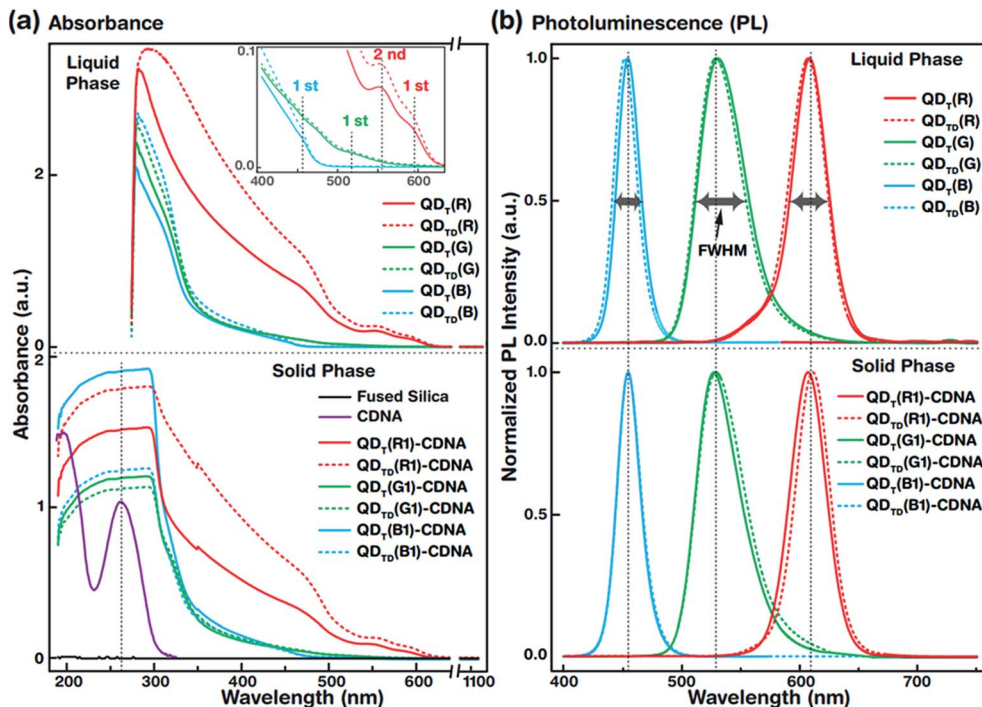 (a) Absorbance
Liquid
Phase
2
0
0.1
0.0
400
500
600
1 st
1 st
2 nd
1 st
QD_T(R)
QD_TD(R)
QD_T(G)
QD_TD(G)
QD_T(B)
QD_TD(B)
Absorbance (a.u.)
2
1
0
Solid Phase
Fused Silica
CDNA
QD_T(R1)-CDNA
QD_TD(R1)-CDNA
QD_T(G1)-CDNA
QD_TD(G1)-CDNA
QD_T(B1)-CDNA
QD_TD(B1)-CDNA
200 300 400 500 600 1100
Wavelength (nm)
(b) Photoluminescence (PL)
Liquid Phase
1.0
0.5
0.0
FWHM
QD_T(R)
QD_TD(R)
QD_T(G)
QD_TD(G)
QD_T(B)
QD_TD(B)
Normalized PL Intensity (a.u.)
Solid Phase
1.0
0.5
0.0
QD_T(R1)-CDNA
QD_TD(R1)-CDNA
QD_T(G1)-CDNA
QD_TD(G1)-CDNA
QD_T(B1)-CDNA
QD_TD(B1)-CDNA
400 500 600 700
Wavelength (nm)